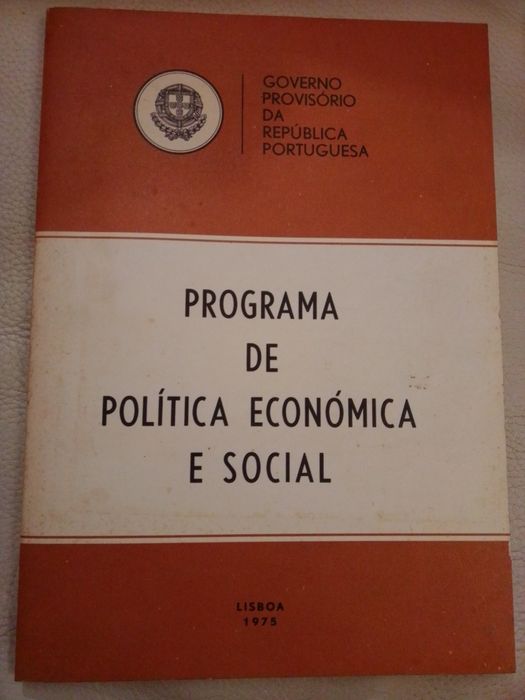 GOVERNO
PROVISÓRIO
DA
REPÚBLICA
PORTUGUESA
PROGRAMA
DE
POLÍTICA ECONÓMICA
E SOCIAL
LISBOA
1975